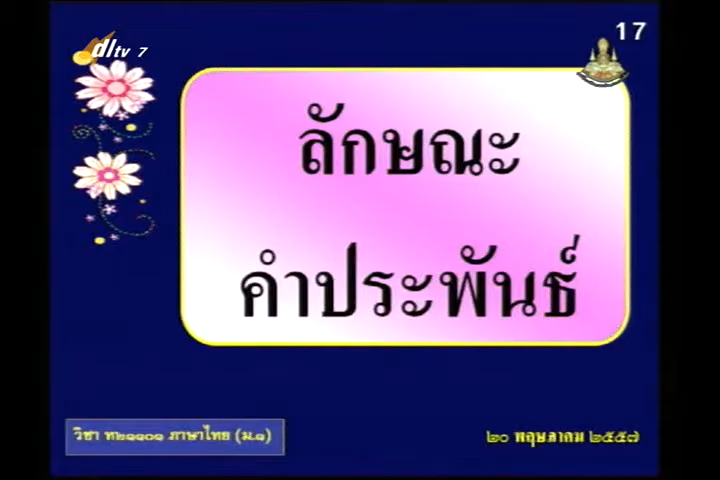 17
dltv 7
ลักษณะ
คำประพันธ์
วิชา ท๒๑๑๐๑ ภาษาไทย (ม.๑)
๒๐ พฤษภาคม ๒๕๕๗